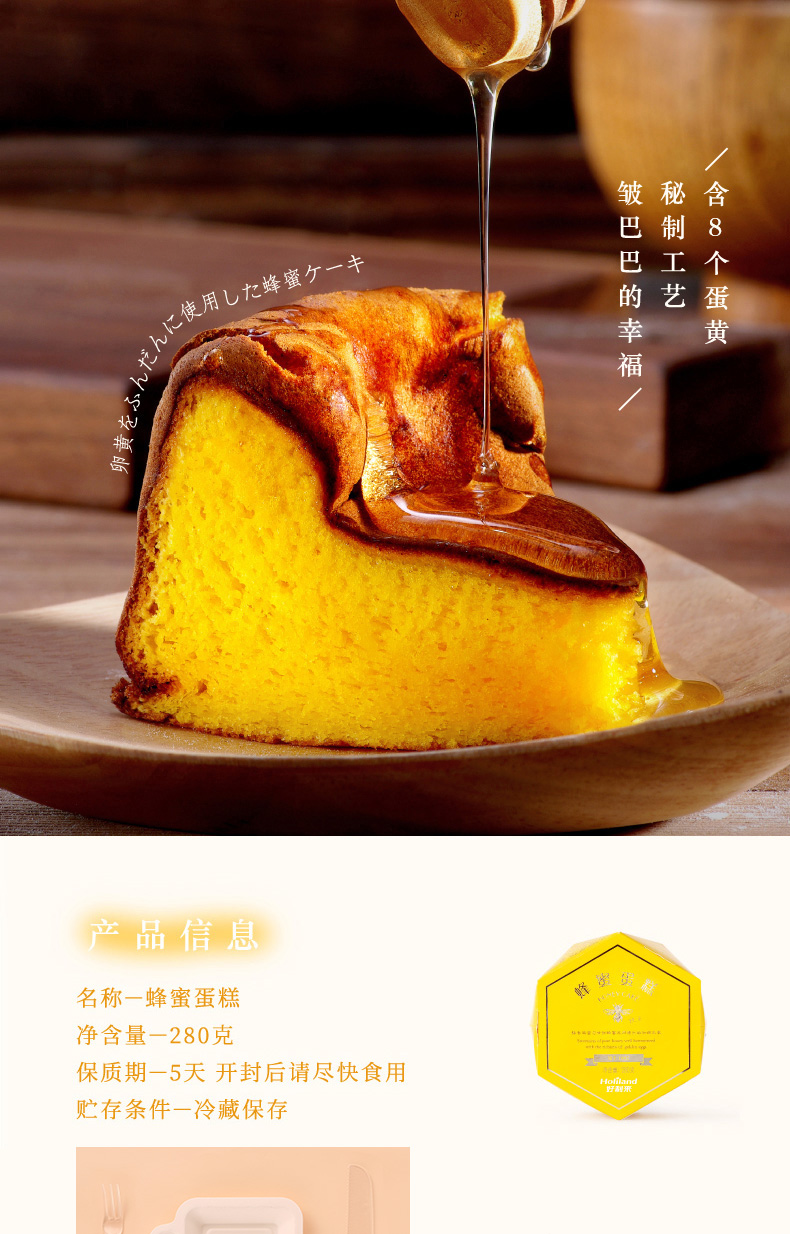 含8个蛋黄
秘制工艺
皱巴巴的幸福
卵黄をふんだんに使用した蜂蜜ケーキ
产品信息
名称—蜂蜜蛋糕
净含量—280克
保质期—5天 开封后请尽快食用
贮存条件—冷藏保存
蜂蜜蛋糕
Holiland
好利来